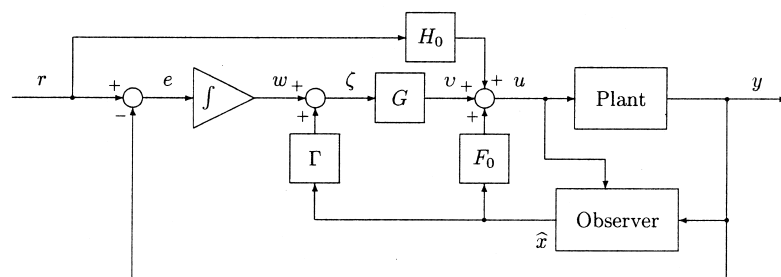 H₀
r + e ∫ w + ζ G υ + + u Plant y
− + +
Γ F₀
Observer
x̂